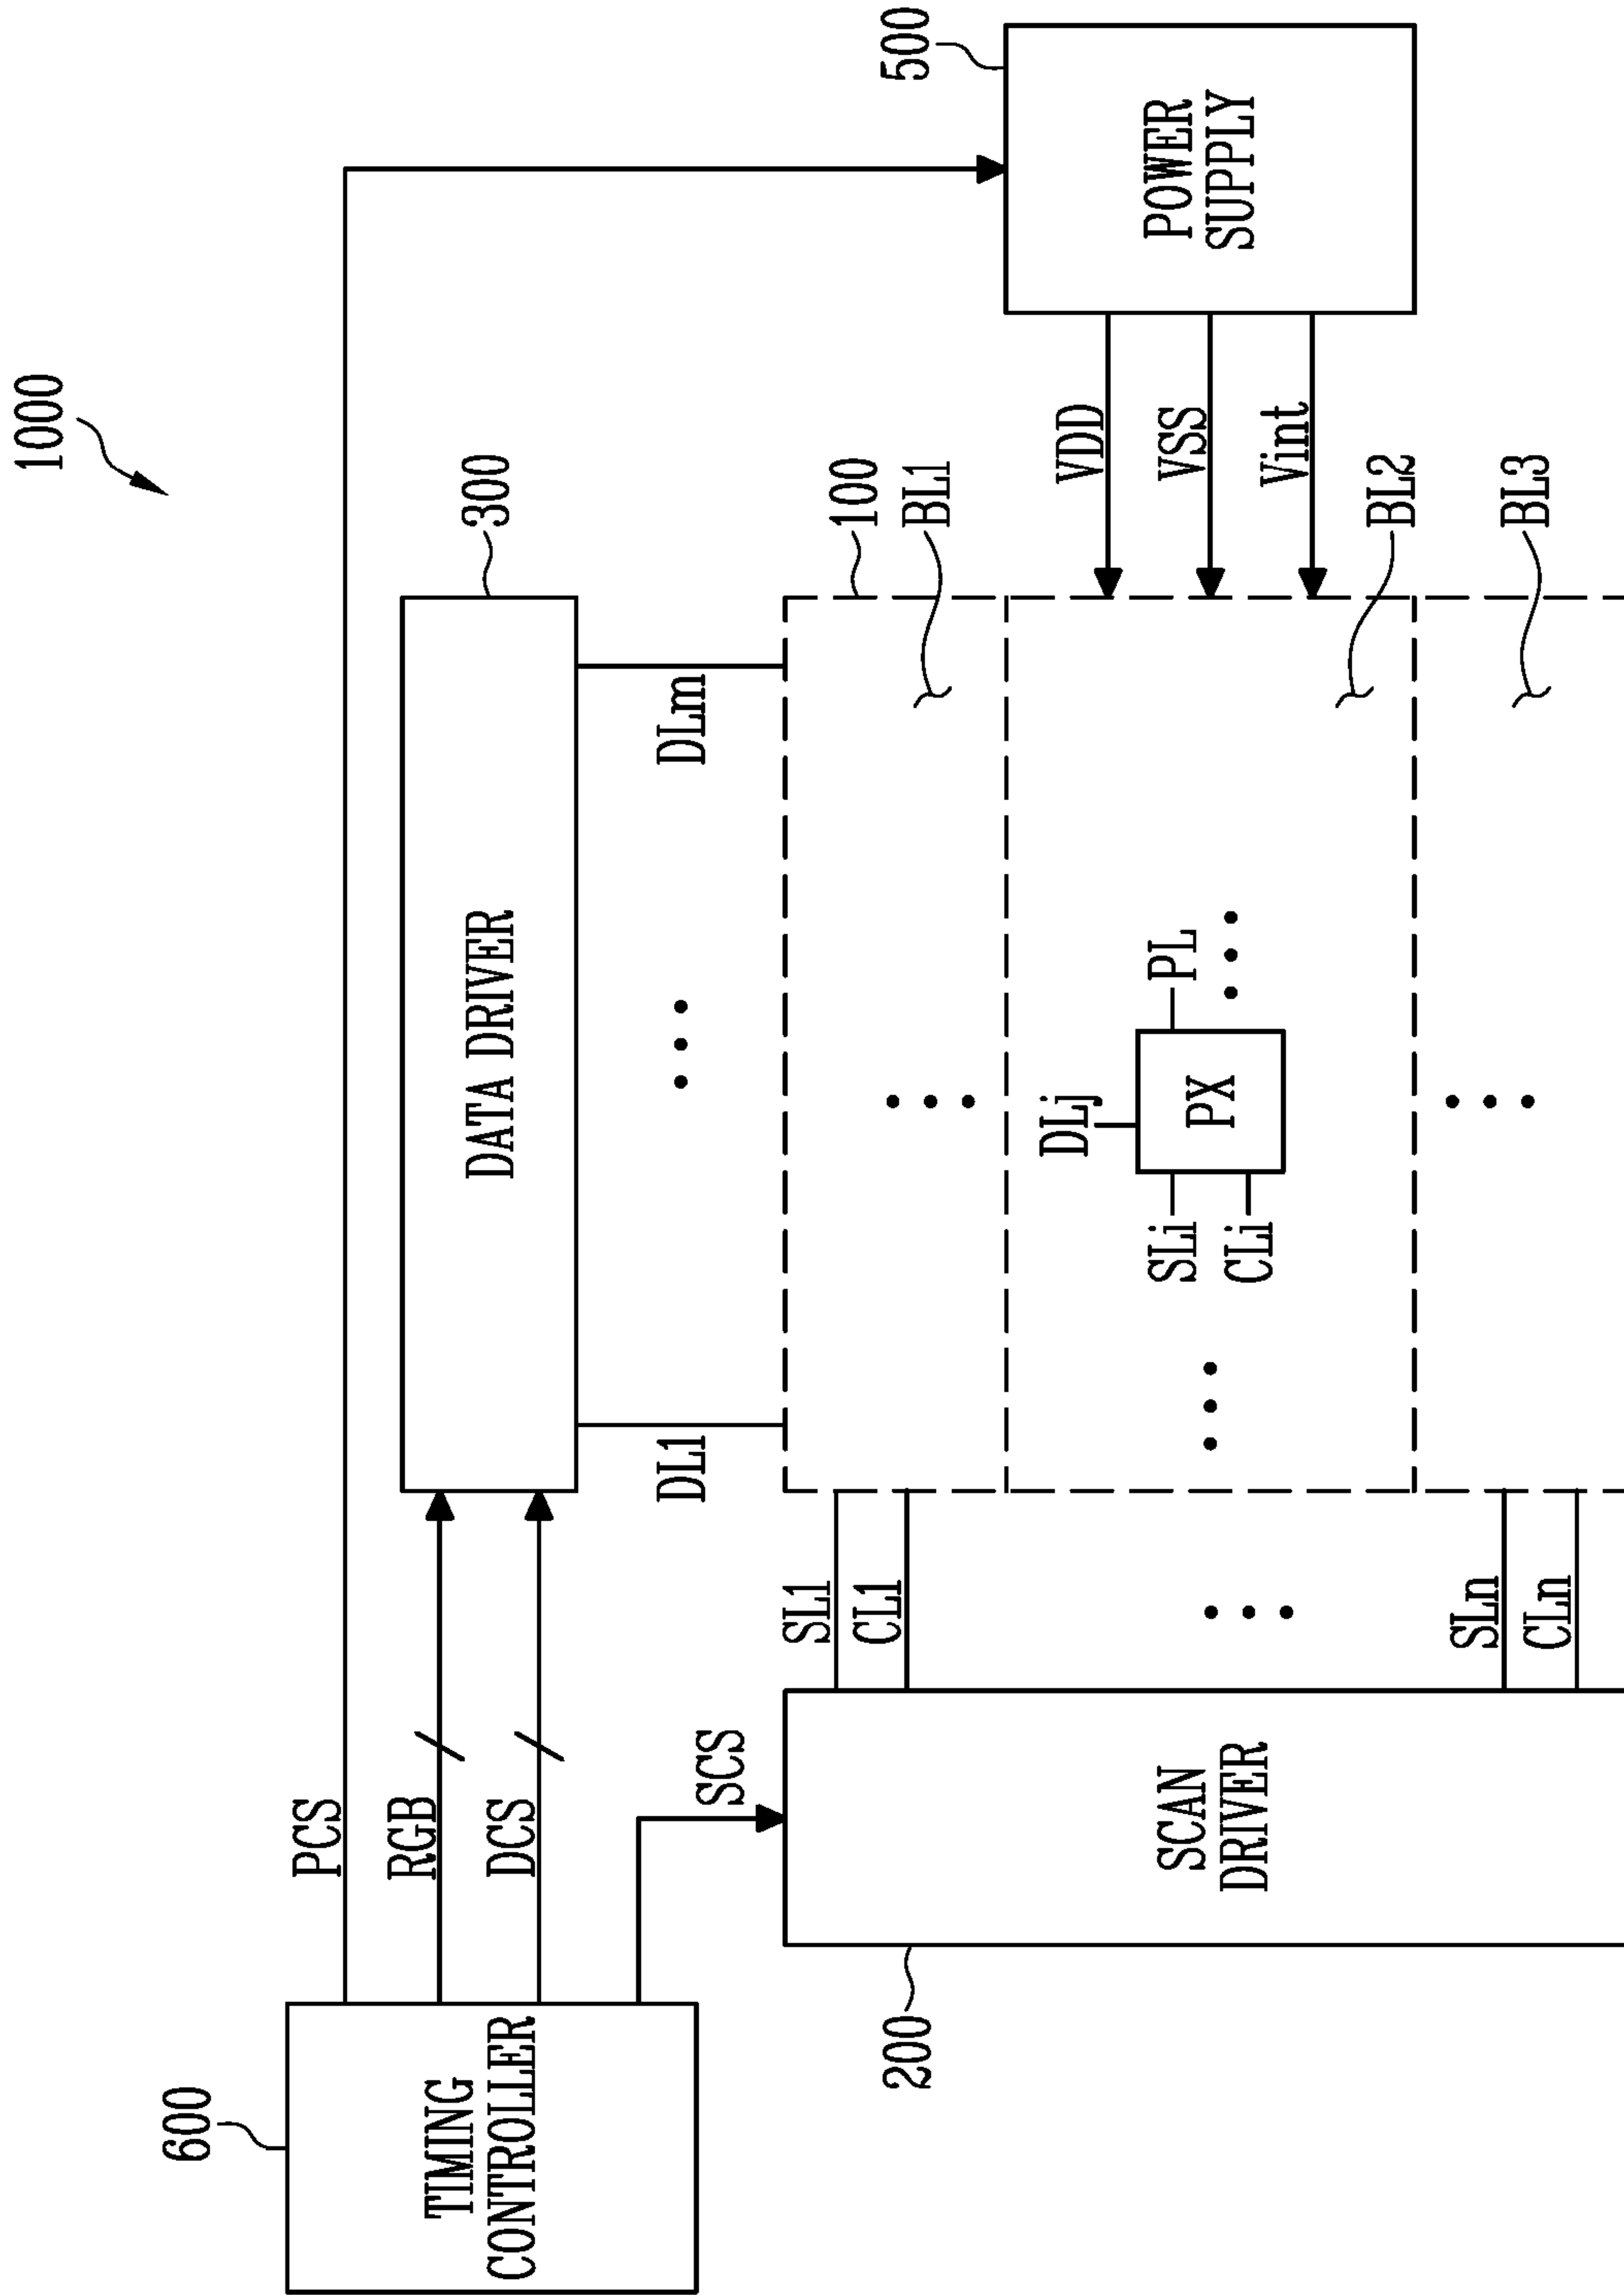 1000
600
TIMING
CONTROLLER
PCS
RGB
DCS
SCS
300
DATA DRIVER
500
POWER
SUPPLY
DL1
DLm
100
BL1
VDD
VSS
Vint
BL2
BL3
200
SCAN
DRIVER
SL1
CL1
SLn
CLn
DLj
SLi
CLi
PX
PL